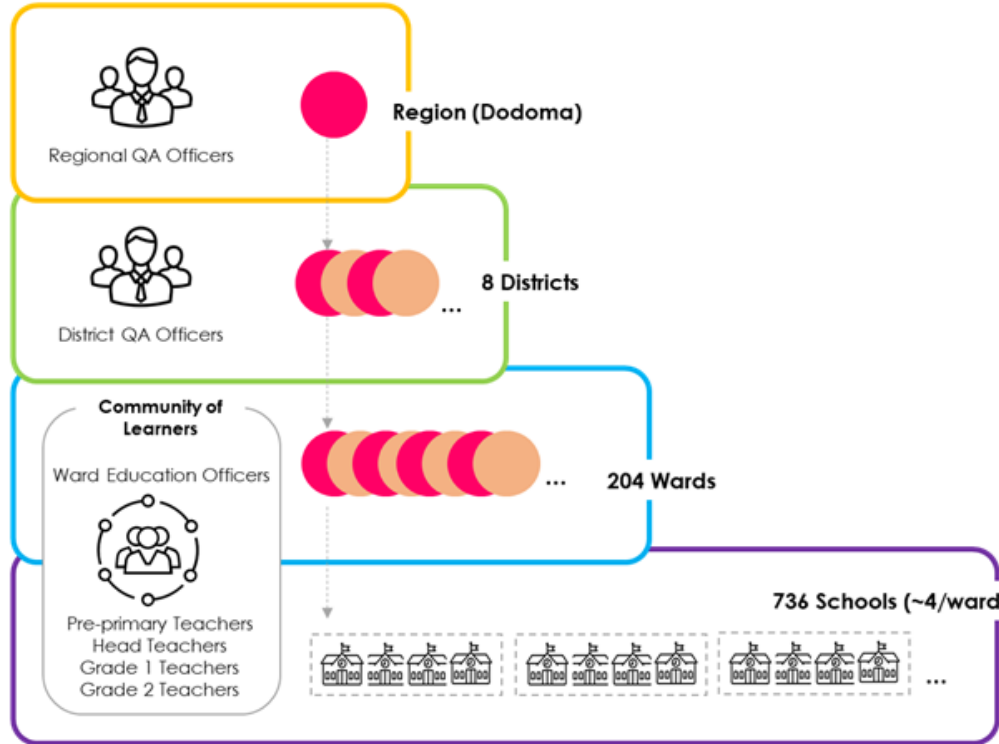 Regional QA Officers
Region (Dodoma)
District QA Officers
8 Districts
...
Community of
Learners
Ward Education Officers
204 Wards
...
Pre-primary Teachers
Head Teachers
Grade 1 Teachers
Grade 2 Teachers
736 Schools (~4/ward
...